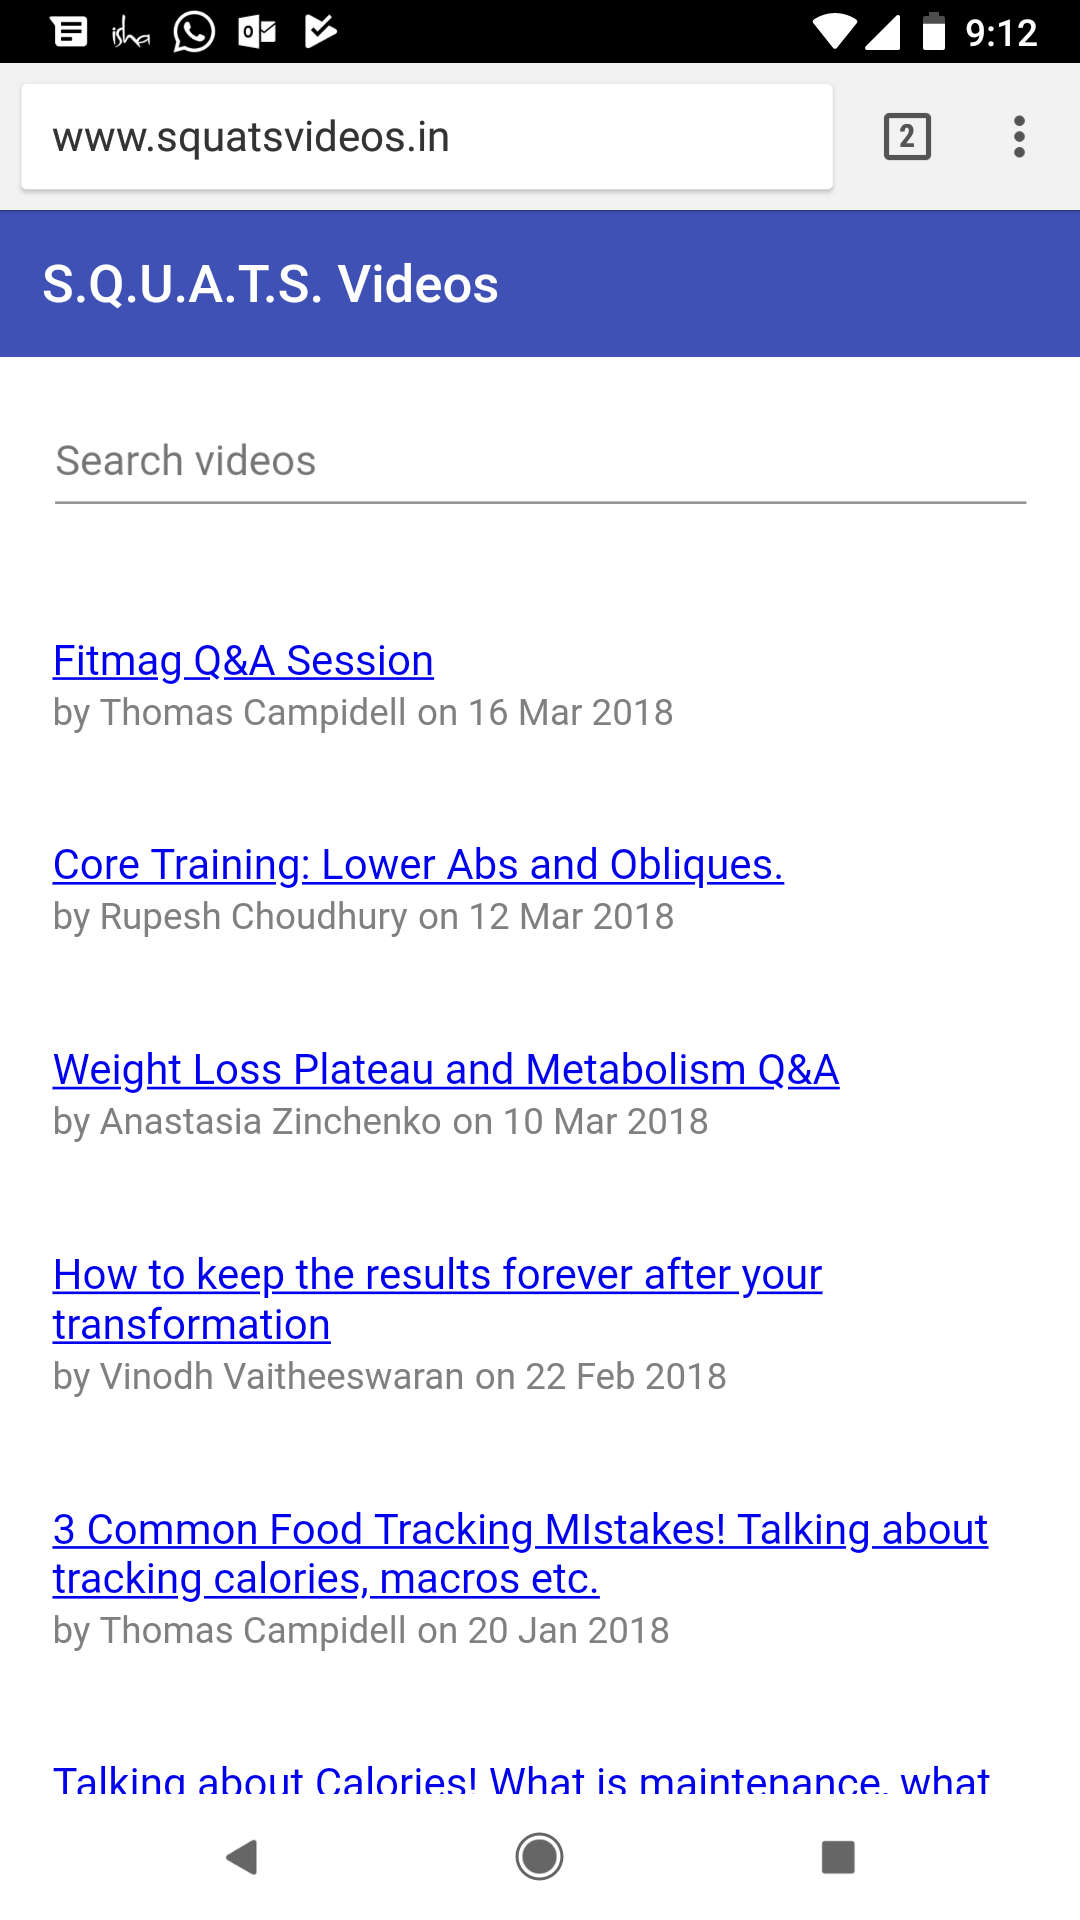 isha
9:12
www.squatsvideos.in
2
S.Q.U.A.T.S. Videos
Search videos
Fitmag Q&A Session
by Thomas Campidell on 16 Mar 2018
Core Training: Lower Abs and Obliques.
by Rupesh Choudhury on 12 Mar 2018
Weight Loss Plateau and Metabolism Q&A
by Anastasia Zinchenko on 10 Mar 2018
How to keep the results forever after your
transformation
by Vinodh Vaitheeswaran on 22 Feb 2018
3 Common Food Tracking MIstakes! Talking about
tracking calories, macros etc.
by Thomas Campidell on 20 Jan 2018
Talking about Calories! What is maintenance, what